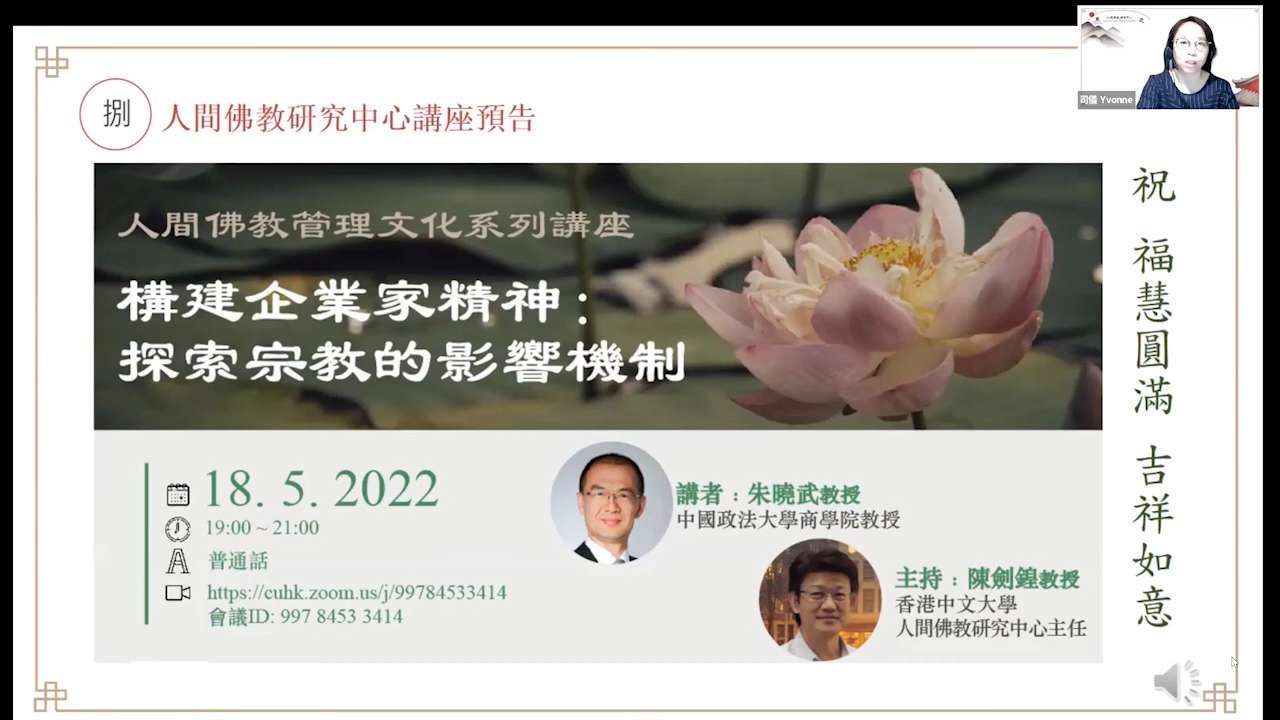 捌
人間佛教研究中心講座預告
司儀 Yvonne
人間佛教管理文化系列講座
構建企業家精神：
探索宗教的影響機制
18. 5. 2022
19:00 ~ 21:00
普通話
https://cuhk.zoom.us/j/99784533414
會議ID: 997 8453 3414
講者：朱曉武教授
中國政法大學商學院教授
主持：陳劍鍠教授
香港中文大學
人間佛教研究中心主任
祝 福慧圓滿 吉祥如意